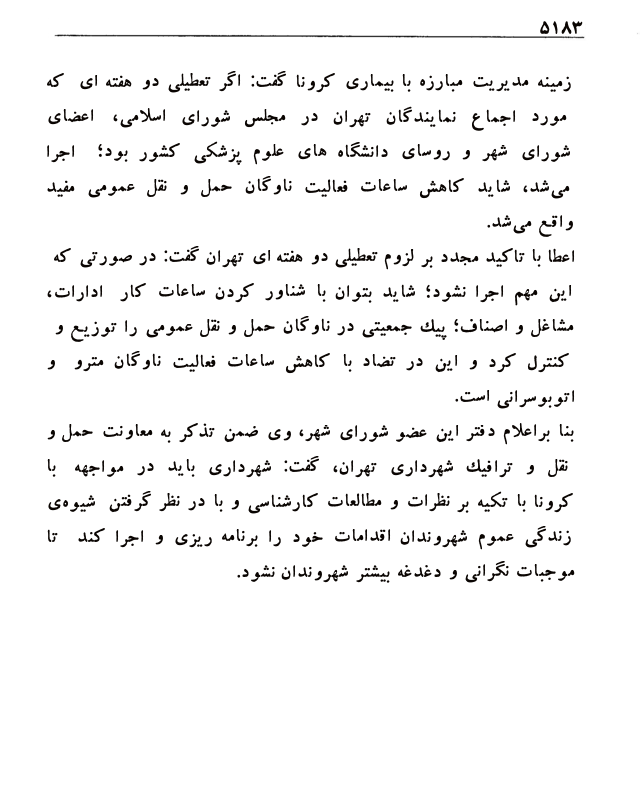 ۵۱۸۳
زمینه مدیریت مبارزه با بیماری کرونا گفت: اگر تعطیلی دو هفته ای که
مورد اجماع نمایندگان تهران در مجلس شورای اسلامی، اعضای
شورای شهر و روسای دانشگاه های علوم پزشکی کشور بود؛ اجرا
می‌شد، شاید کاهش ساعات فعالیت ناوگان حمل و نقل عمومی مفید
واقع می‌شد.
اعطا با تاکید مجدد بر لزوم تعطیلی دو هفته ای تهران گفت: در صورتی که
این مهم اجرا نشود؛ شاید بتوان با شناور کردن ساعات کار ادارات،
مشاغل و اصناف؛ پیك جمعیتی در ناوگان حمل و نقل عمومی را توزیع و
کنترل کرد و این در تضاد با کاهش ساعات فعالیت ناوگان مترو و
اتوبوسرانی است.
بنا براعلام دفتر این عضو شورای شهر، وی ضمن تذکر به معاونت حمل و
نقل و ترافیك شهرداری تهران، گفت: شهرداری باید در مواجهه با
کرونا با تکیه بر نظرات و مطالعات کارشناسی و با در نظر گرفتن شیوه‌ی
زندگی عموم شهروندان اقدامات خود را برنامه ریزی و اجرا کند تا
موجبات نگرانی و دغدغه بیشتر شهروندان نشود.